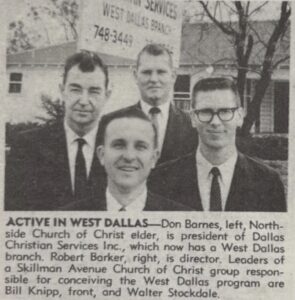 AN SERVICES
WEST DALLAS
BRANCH
748-3449
ACTIVE IN WEST DALLAS—Don Barnes, left, North-
side Church of Christ elder, is president of Dallas
Christian Services Inc., which now has a West Dallas
branch. Robert Barker, right, is director. Leaders of
a Skillman Avenue Church of Christ group respon-
sible for conceiving the West Dallas program are
Bill Knipp, front, and Walter Stockdale.